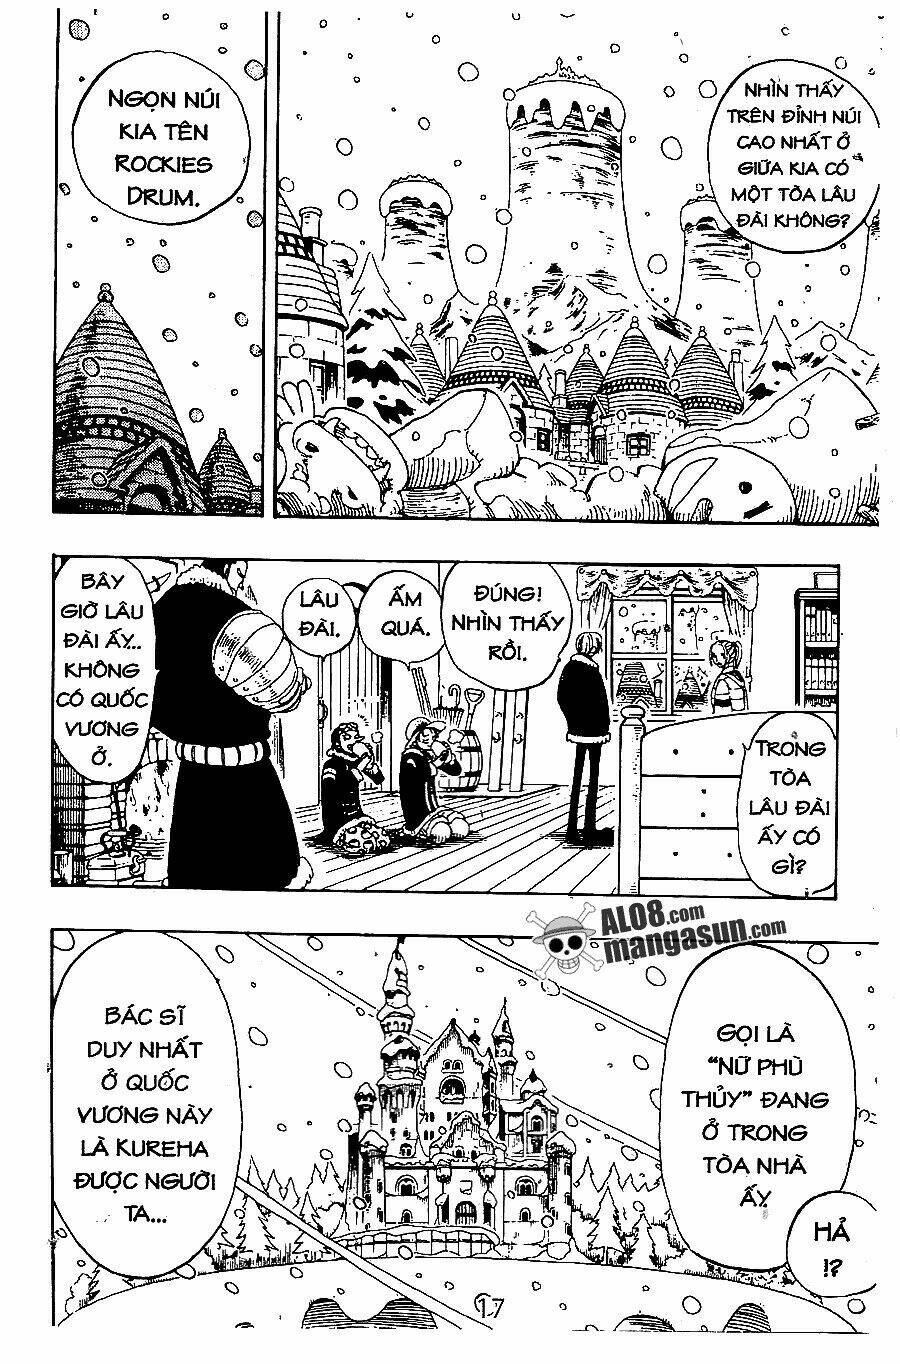 NGỌN NÚI
KIA TÊN
ROCKIES
DRUM.
NHÌN THẤY
TRÊN ĐỈNH NÚI
CAO NHẤT Ở
GIỮA KIA CÓ
MỘT TÒA LÂU
ĐÀI KHÔNG?
BÂY
GIỜ LÂU
ĐÀI ẤY...
KHÔNG
CÓ QUỐC
VƯƠNG
Ở.
LÂU
ĐÀI.
ẤM
QUÁ.
ĐÚNG!
NHÌN THẤY
RỒI.
TRONG
TÒA
LÂU ĐÀI
ẤY CÓ
GÌ?
AL08.com
mangasun.com
BÁC SĨ
DUY NHẤT
Ở QUỐC
VƯƠNG NÀY
LÀ KUREHA
ĐƯỢC NGƯỜI
TA...
GỌI LÀ
"NỮ PHÙ
THỦY" ĐANG
Ở TRONG
TÒA NHÀ
ẤY.
HẢ
!?
17